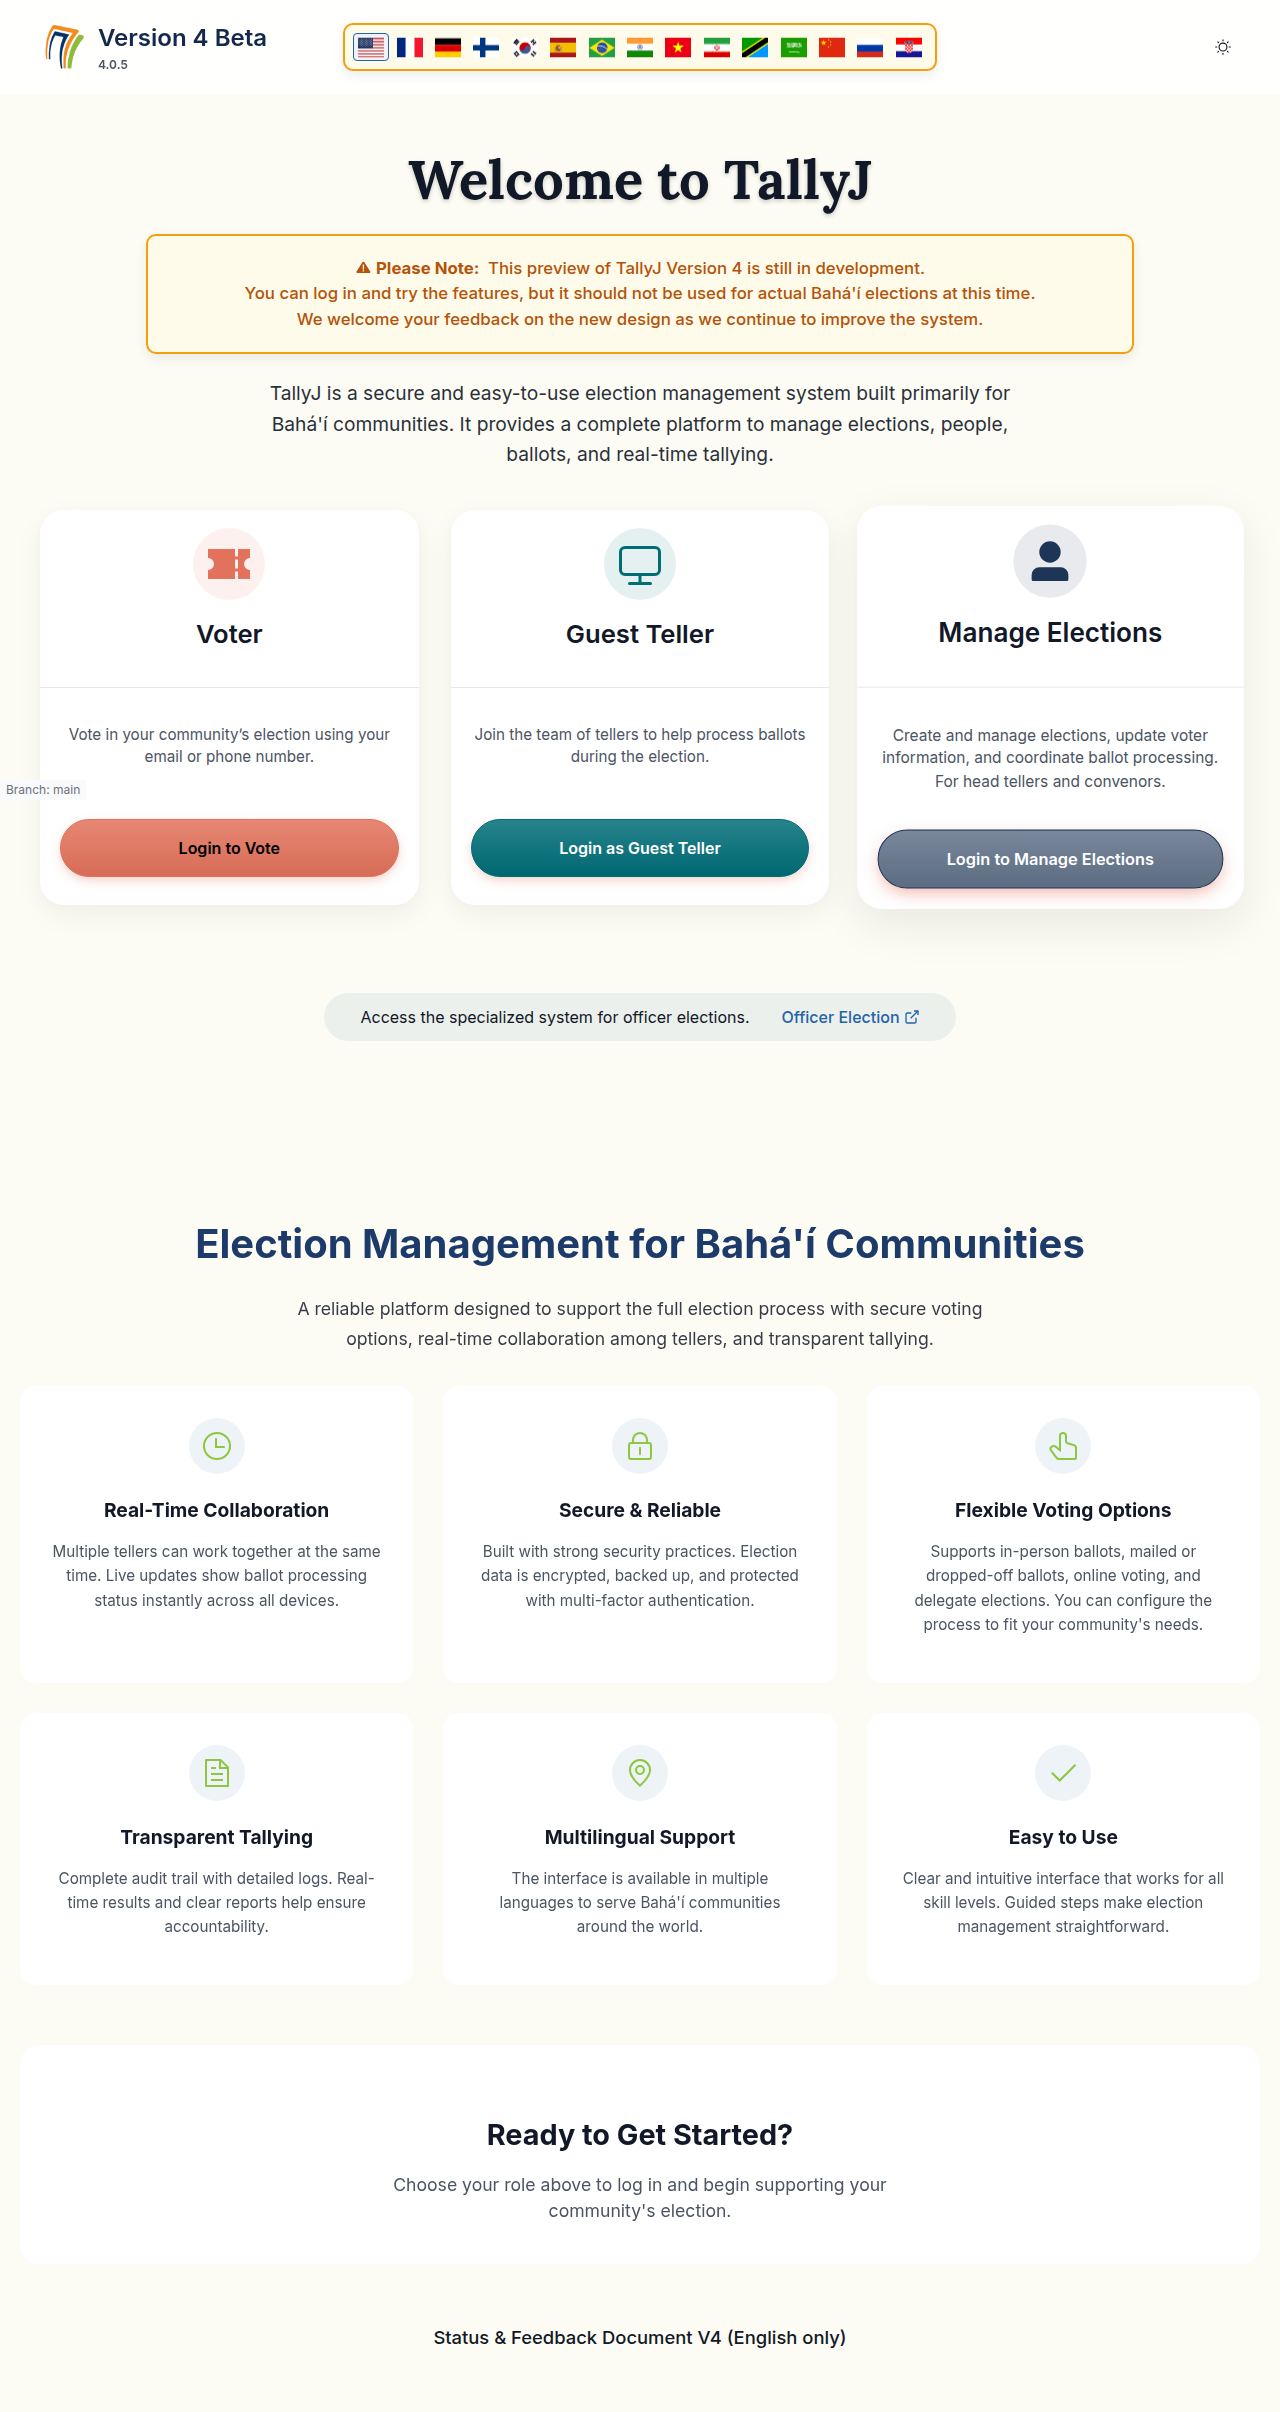 Version 4 Beta
4.0.5
Welcome to TallyJ
Please Note: This preview of TallyJ Version 4 is still in development.
You can log in and try the features, but it should not be used for actual Bahá'í elections at this time.
We welcome your feedback on the new design as we continue to improve the system.
TallyJ is a secure and easy-to-use election management system built primarily for
Bahá'í communities. It provides a complete platform to manage elections, people,
ballots, and real-time tallying.
Voter
Vote in your community’s election using your
email or phone number.
Login to Vote
Guest Teller
Join the team of tellers to help process ballots
during the election.
Login as Guest Teller
Manage Elections
Create and manage elections, update voter
information, and coordinate ballot processing.
For head tellers and convenors.
Login to Manage Elections
Branch: main
Access the specialized system for officer elections. Officer Election
Election Management for Bahá'í Communities
A reliable platform designed to support the full election process with secure voting
options, real-time collaboration among tellers, and transparent tallying.
Real-Time Collaboration
Multiple tellers can work together at the same
time. Live updates show ballot processing
status instantly across all devices.
Secure & Reliable
Built with strong security practices. Election
data is encrypted, backed up, and protected
with multi-factor authentication.
Flexible Voting Options
Supports in-person ballots, mailed or
dropped-off ballots, online voting, and
delegate elections. You can configure the
process to fit your community's needs.
Transparent Tallying
Complete audit trail with detailed logs. Real-
time results and clear reports help ensure
accountability.
Multilingual Support
The interface is available in multiple
languages to serve Bahá'í communities
around the world.
Easy to Use
Clear and intuitive interface that works for all
skill levels. Guided steps make election
management straightforward.
Ready to Get Started?
Choose your role above to log in and begin supporting your
community's election.
Status & Feedback Document V4 (English only)